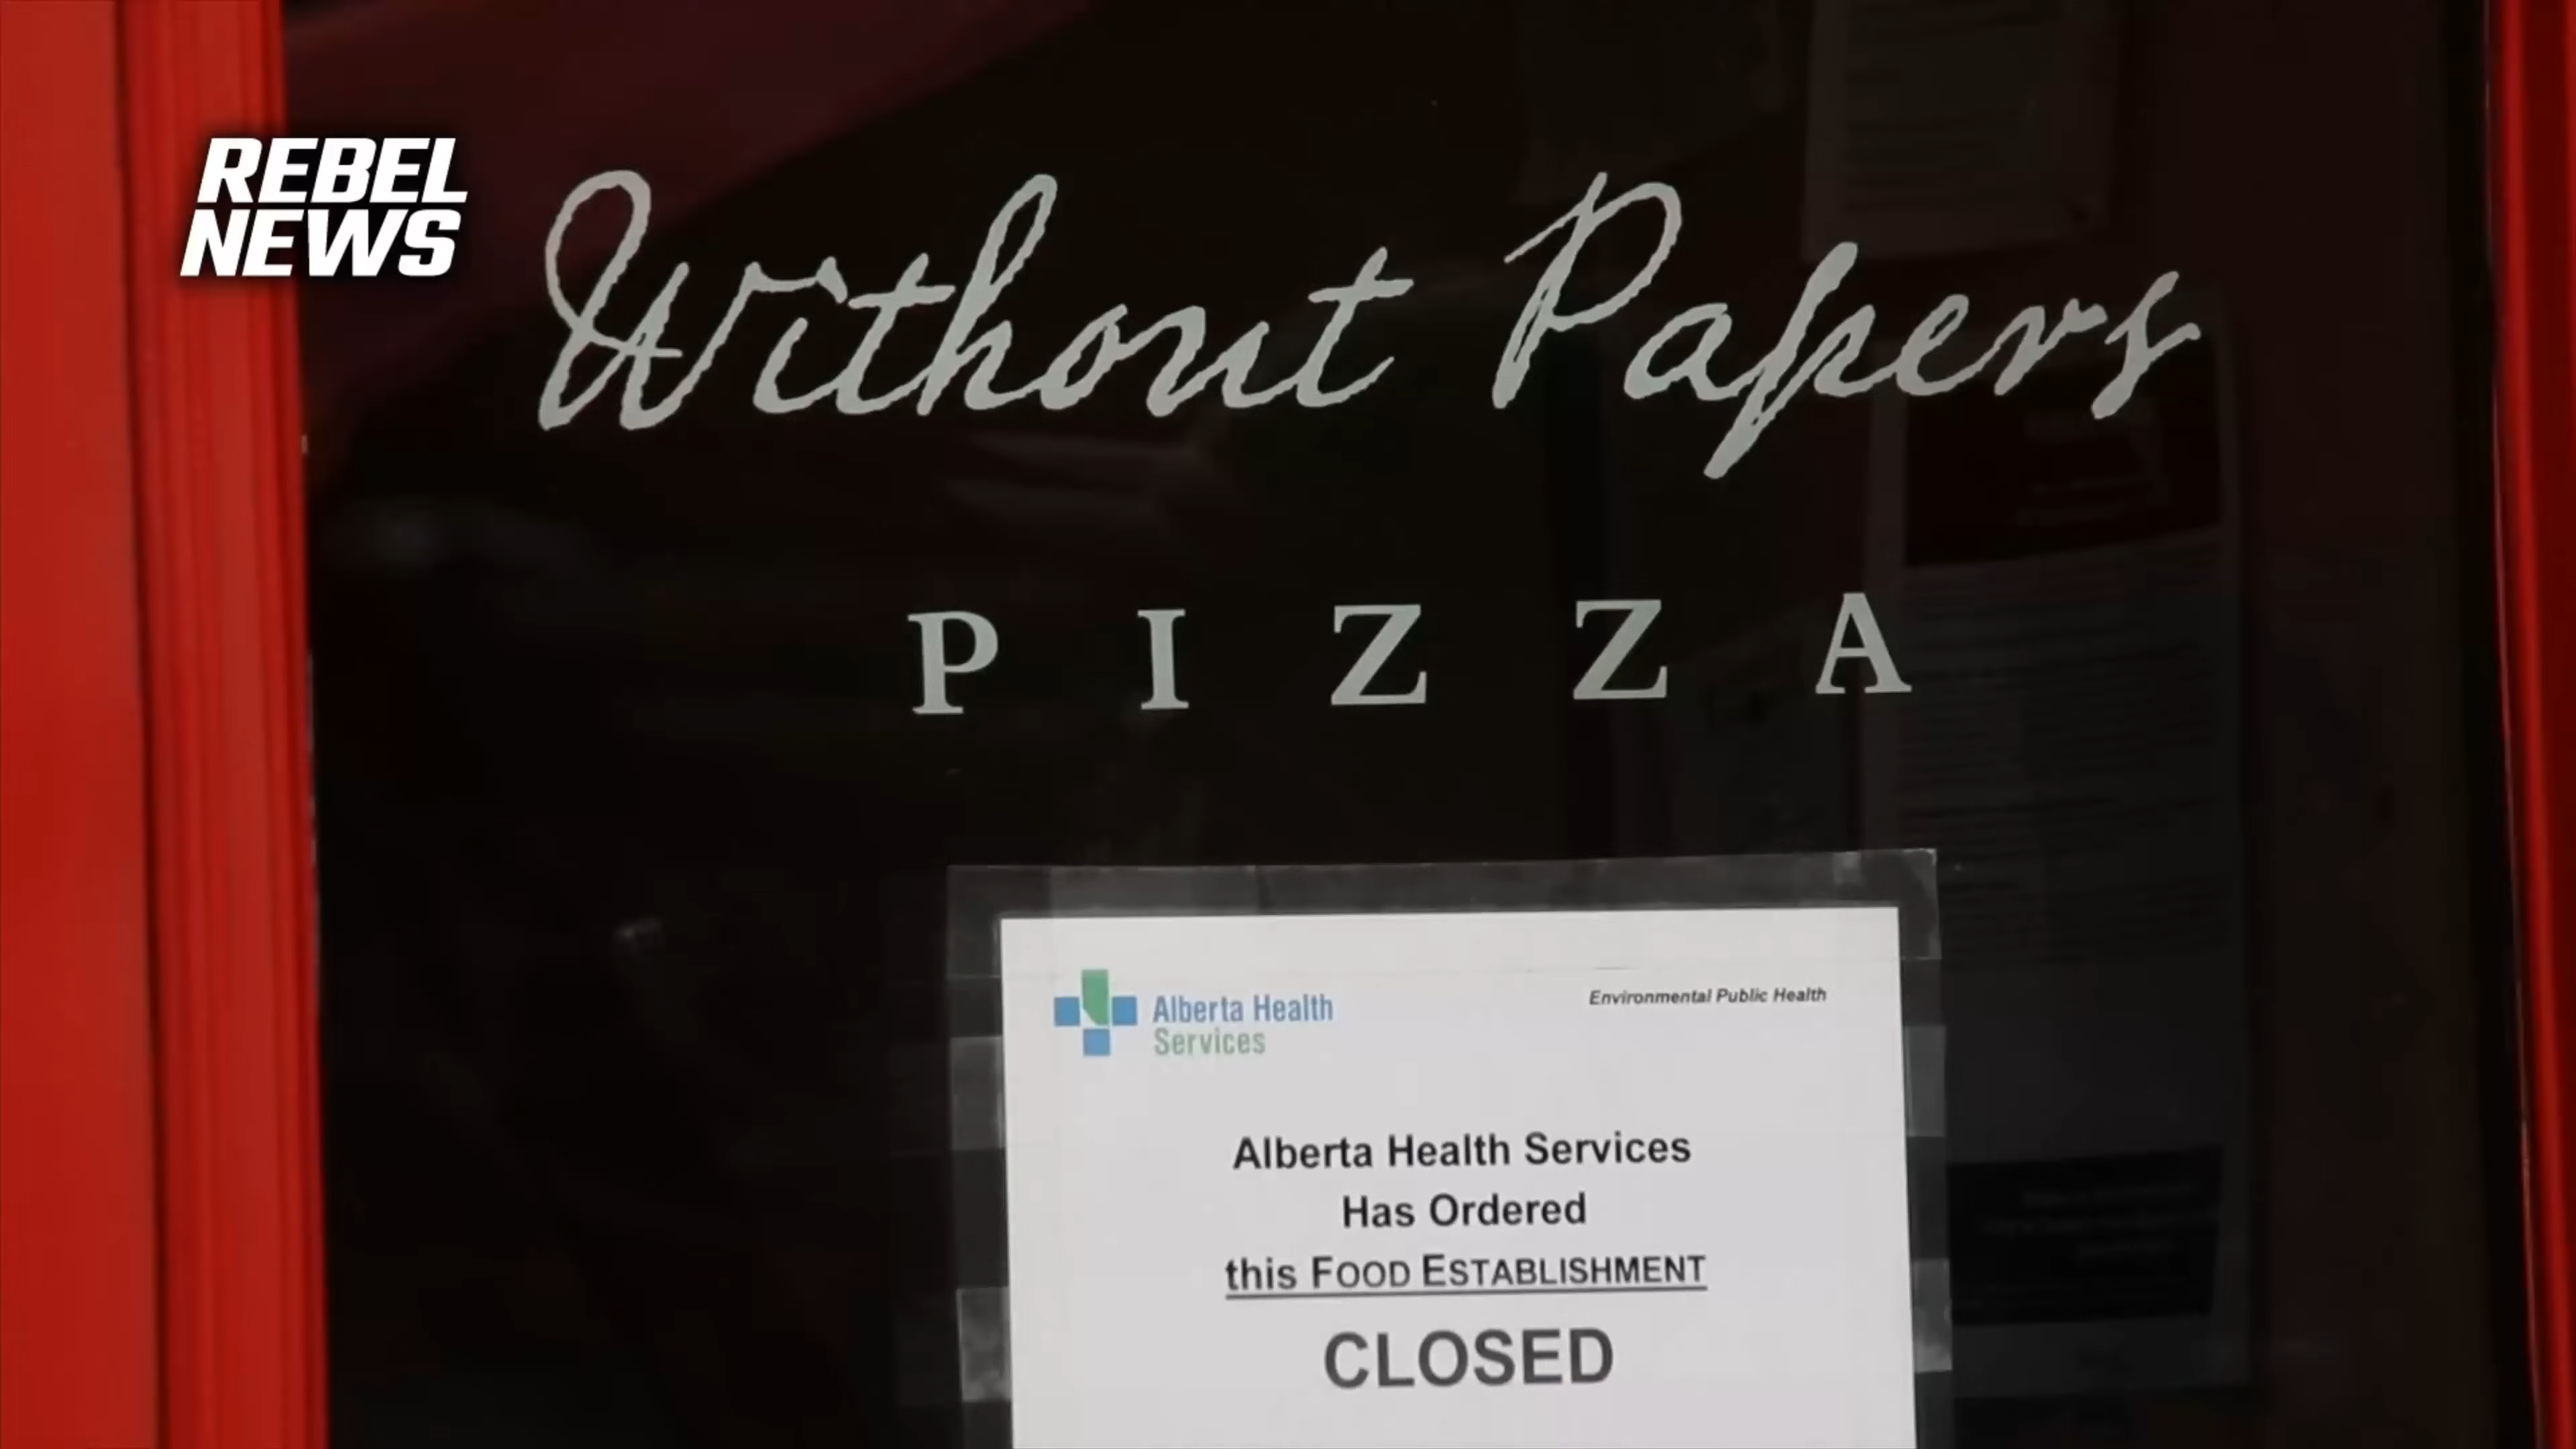 REBEL
NEWS
Without Papers
PIZZA
Alberta Health
Services
Environmental Public Health
Alberta Health Services
Has Ordered
this FOOD ESTABLISHMENT
CLOSED